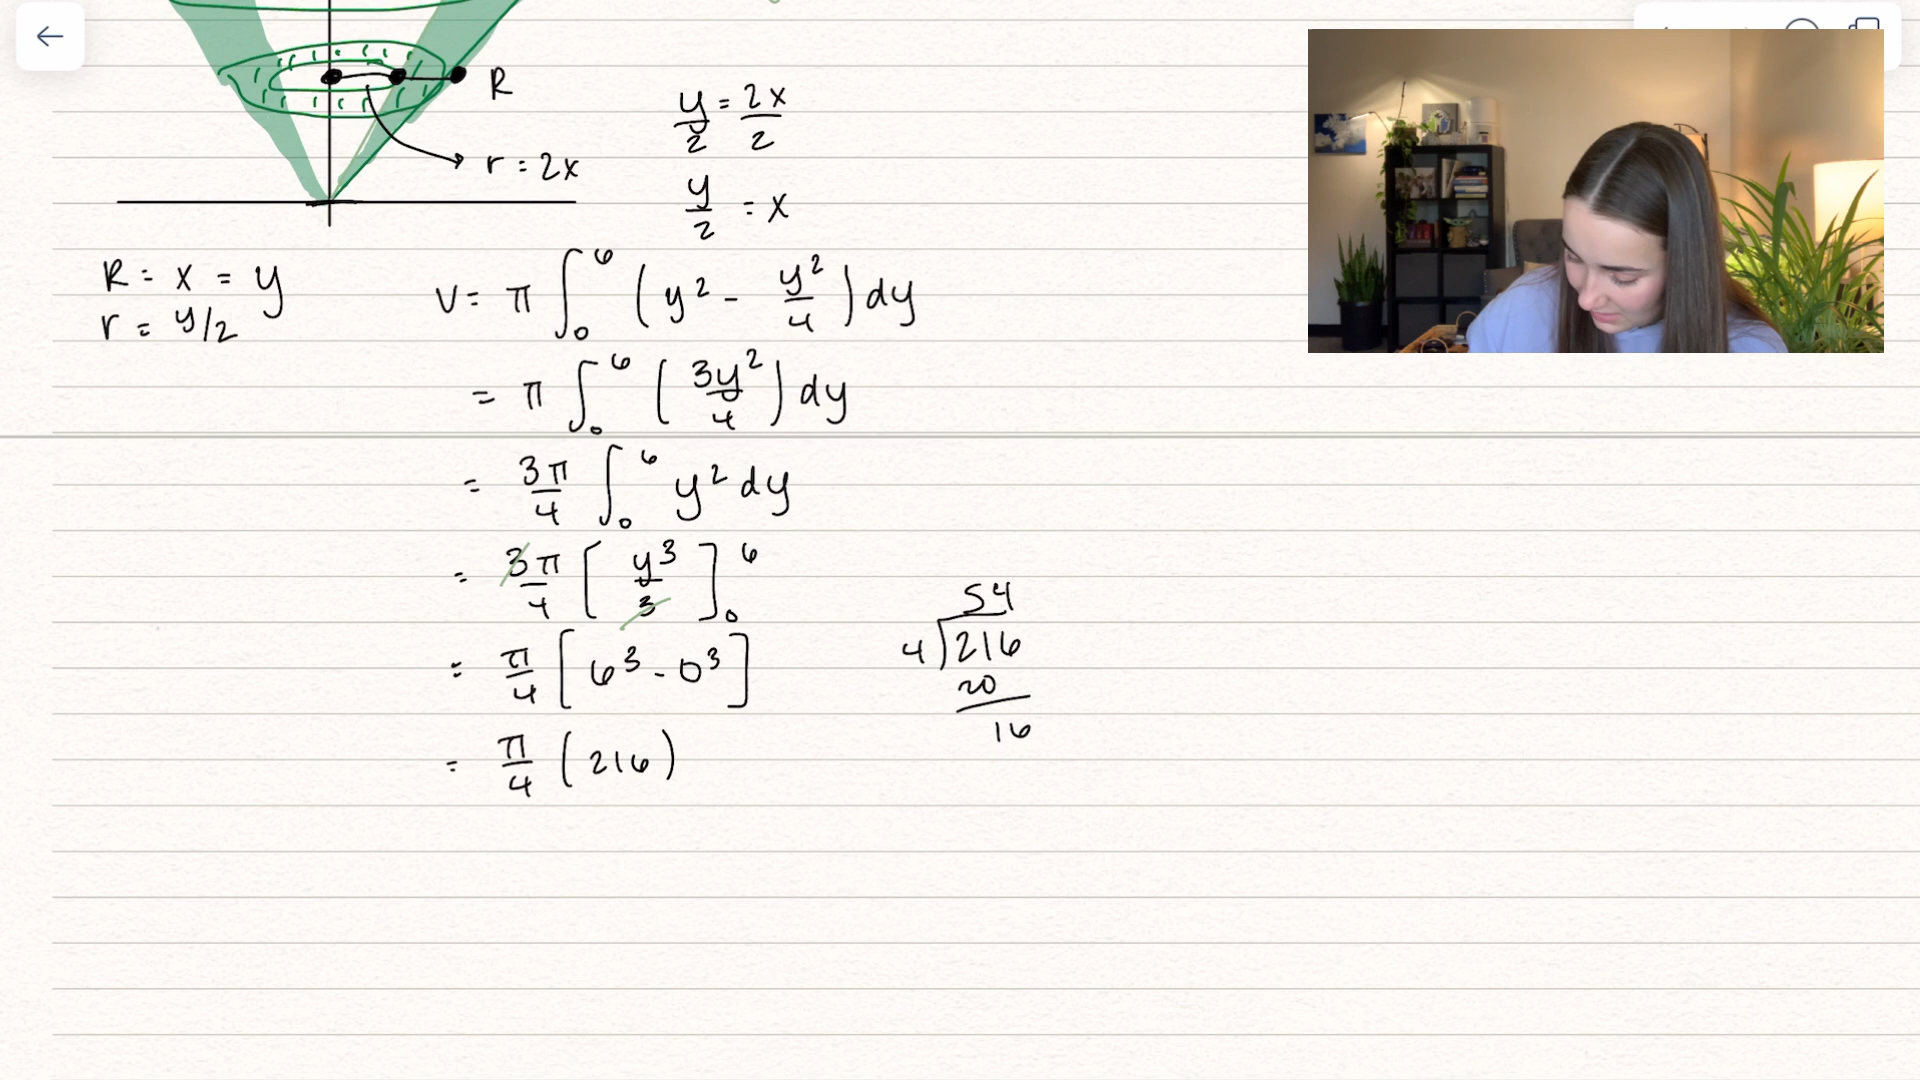 R
r = 2x
y/2 = 2x/2
y/2 = x
R = x = y
r = y/2
V = π ∫₀⁶ (y² - y²/4) dy
= π ∫₀⁶ (3y²/4) dy
= 3π/4 ∫₀⁶ y² dy
= 3π/4 [y³/3]₀⁶
= π/4 [6³ - 0³]
= π/4 (216)
54
4)216
20
16